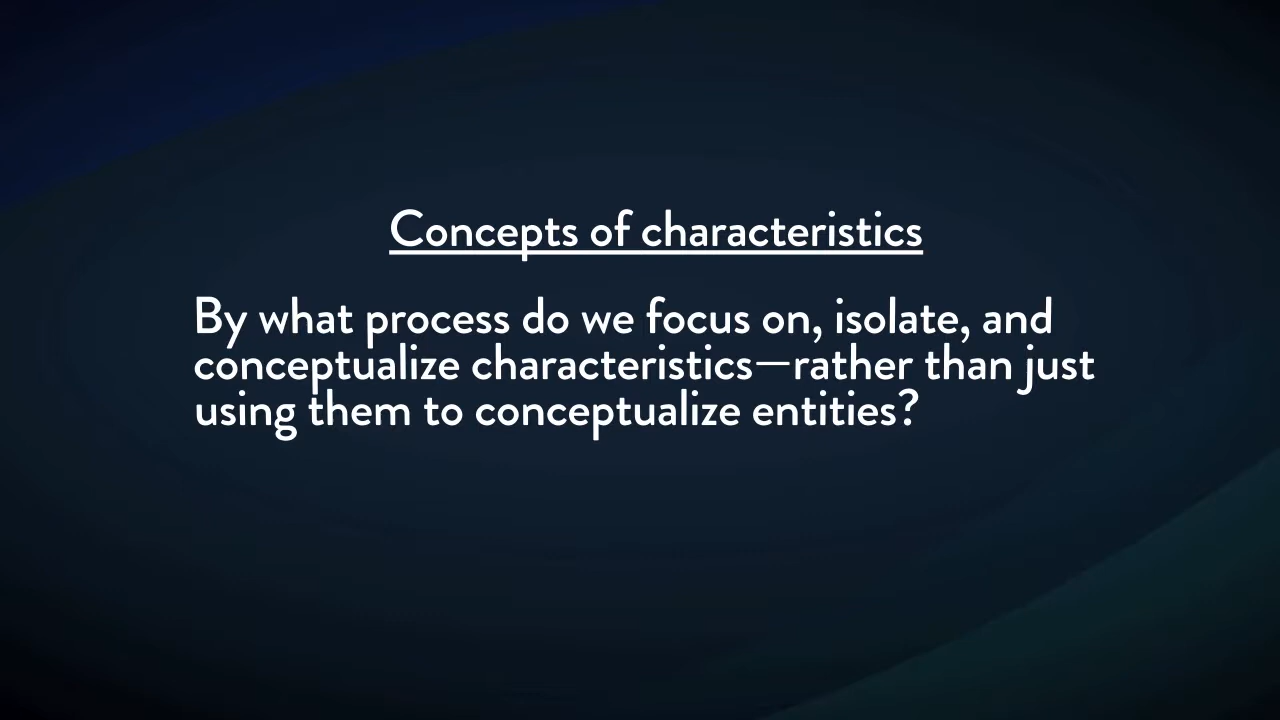 Concepts of characteristics
By what process do we focus on, isolate, and
conceptualize characteristics—rather than just
using them to conceptualize entities?